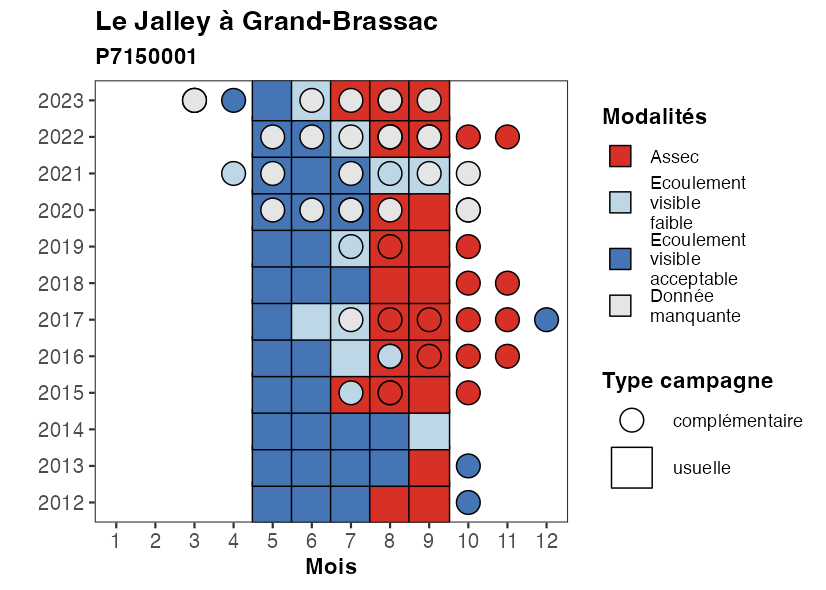 Le Jalley à Grand-Brassac
P7150001
2023
2022
2021
2020
2019
2018
2017
2016
2015
2014
2013
2012
1 2 3 4 5 6 7 8 9 10 11 12
Mois
Modalités
Assec
Ecoulement
visible
faible
Ecoulement
visible
acceptable
Donnée
manquante
Type campagne
complémentaire
usuelle